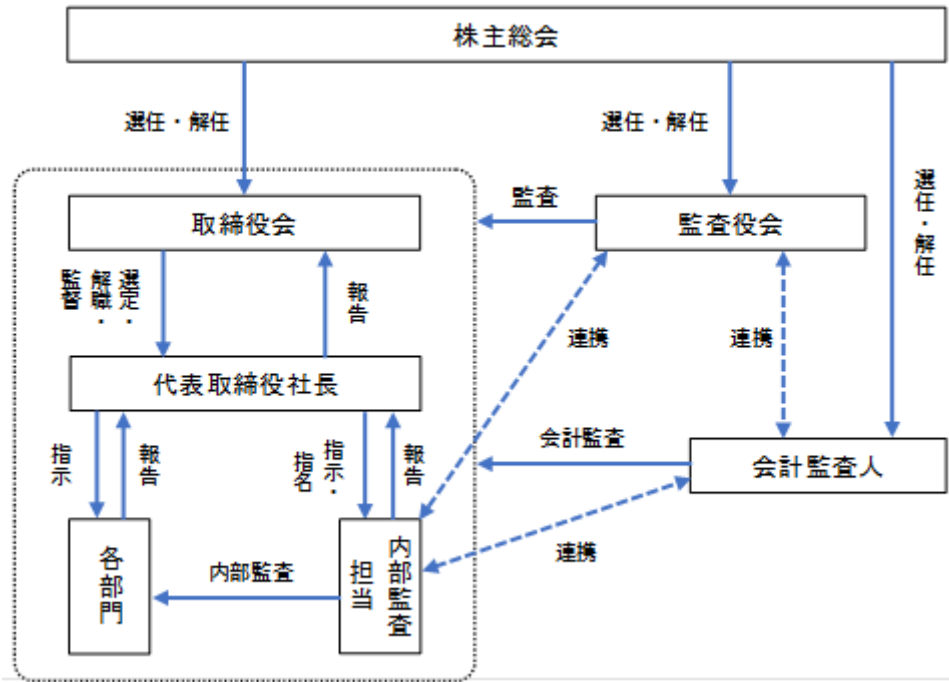 株主総会
選任・解任
選任・解任
選任・解任
取締役会
監査
監査役会
選定・
解職・
監督
報告
連携
連携
代表取締役社長
指示
報告
指示・
指名
報告
会計監査
会計監査人
各部門
内部監査
内部監査
担当
連携